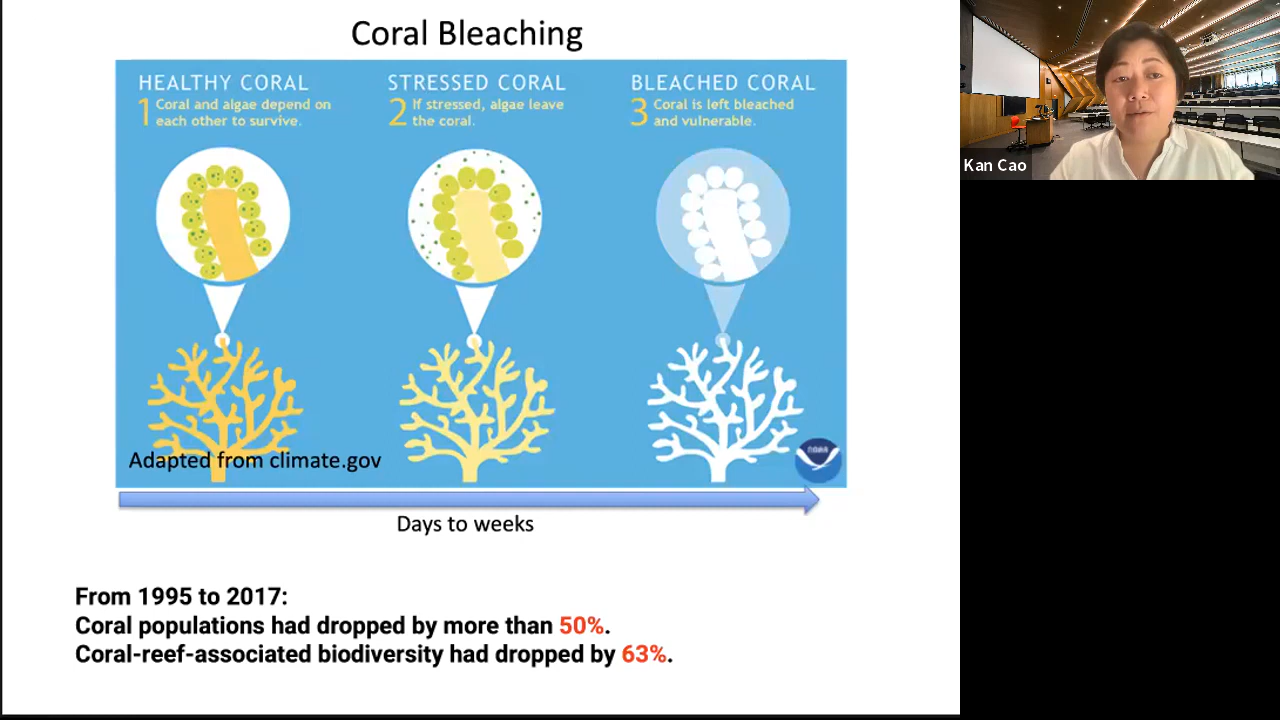 Coral Bleaching
HEALTHY CORAL
1 Coral and algae depend on
each other to survive.
STRESSED CORAL
2 If stressed, algae leave
the coral.
BLEACHED CORAL
3 Coral is left bleached
and vulnerable.
Adapted from climate.gov
NOAA
Days to weeks
From 1995 to 2017:
Coral populations had dropped by more than 50%.
Coral-reef-associated biodiversity had dropped by 63%.
Kan Cao